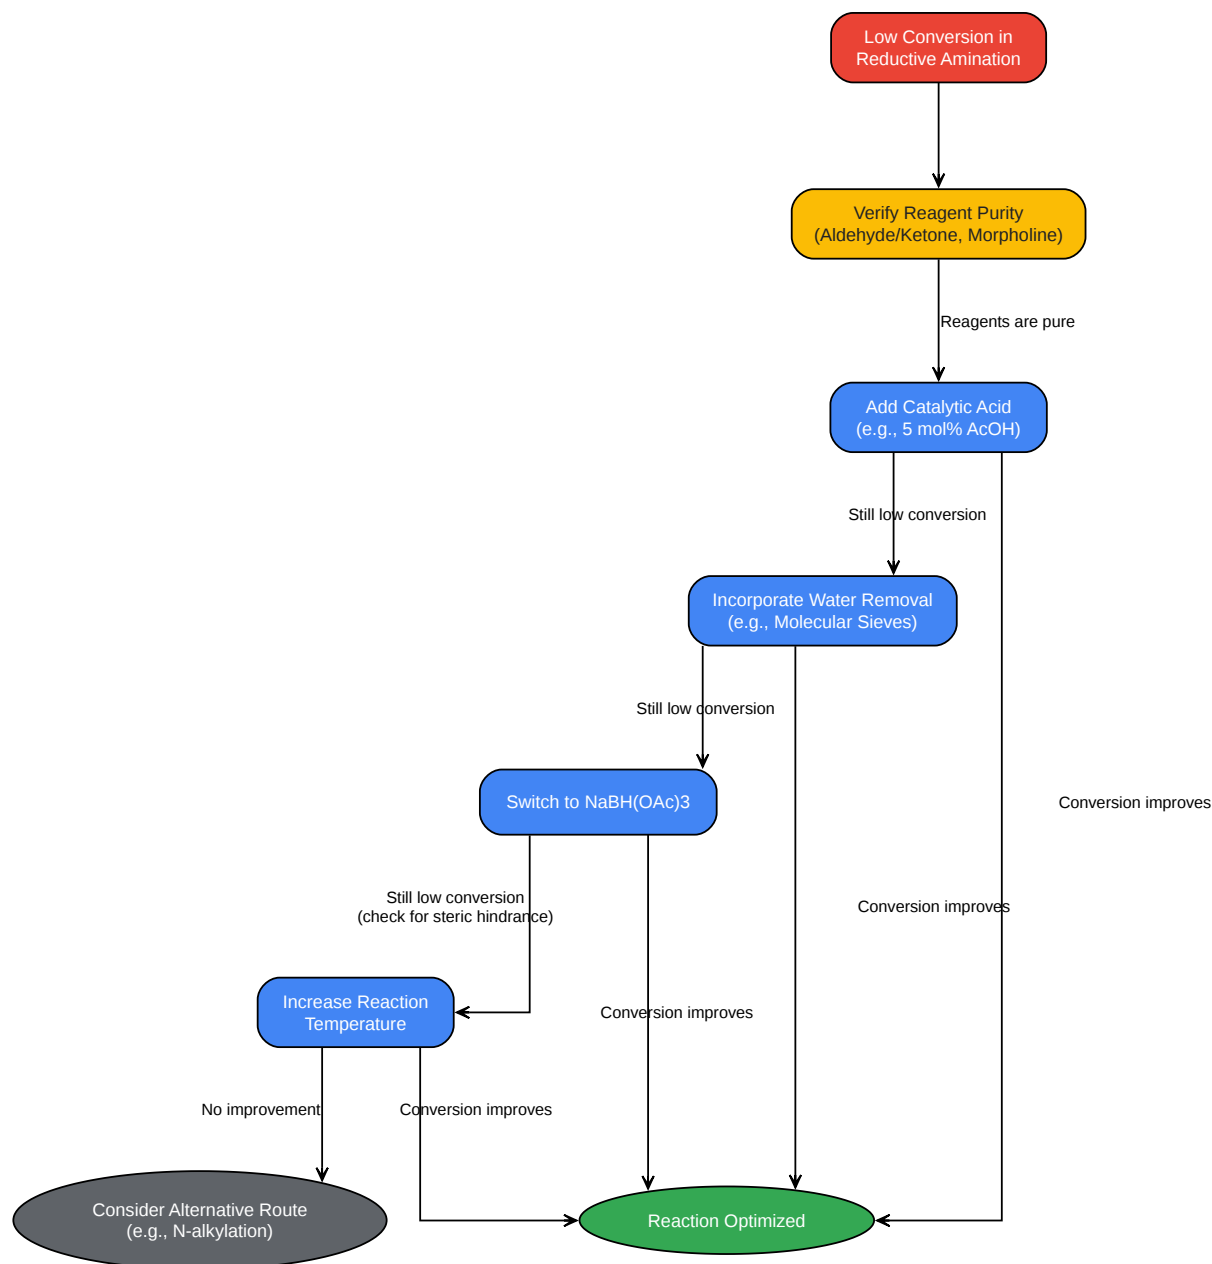 Low Conversion in
Reductive Amination
Verify Reagent Purity
(Aldehyde/Ketone, Morpholine)
Reagents are pure
Add Catalytic Acid
(e.g., 5 mol% AcOH)
Still low conversion
Incorporate Water Removal
(e.g., Molecular Sieves)
Still low conversion
Switch to NaBH(OAc)3
Conversion improves
Still low conversion
(check for steric hindrance)
Conversion improves
Increase Reaction
Temperature
Conversion improves
No improvement
Conversion improves
Consider Alternative Route
(e.g., N-alkylation)
Reaction Optimized